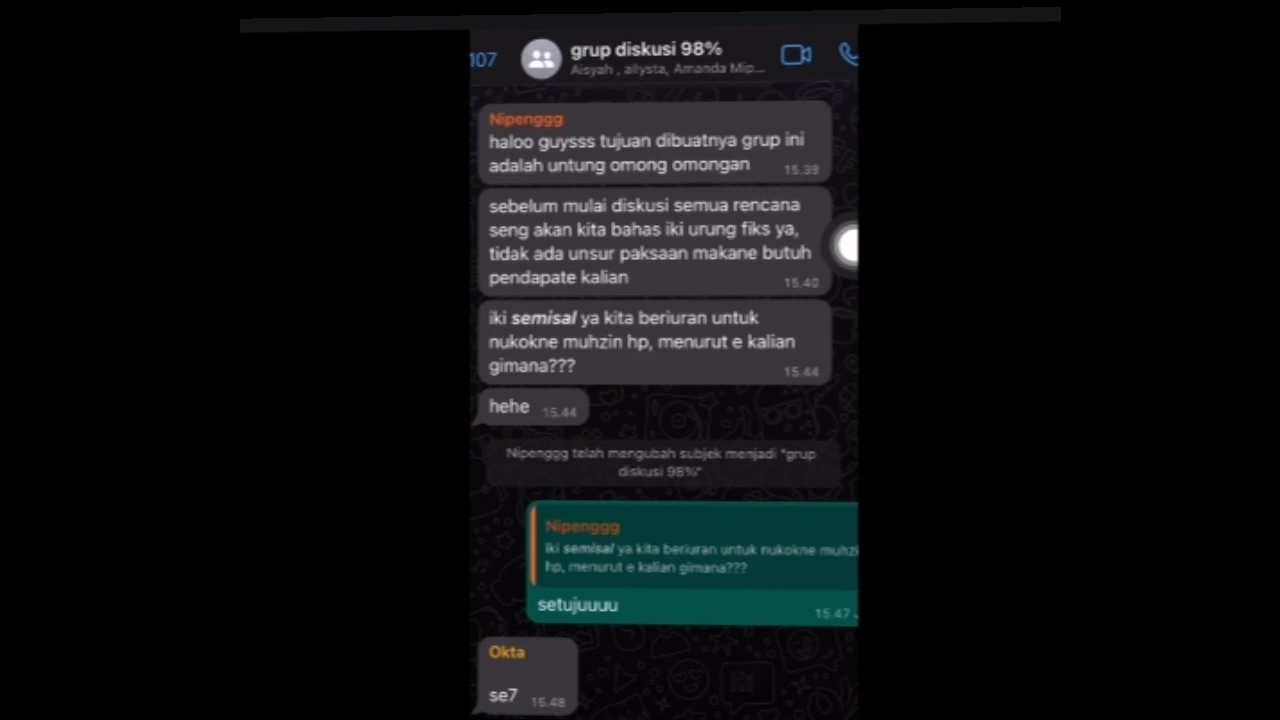 107
grup diskusi 98%
Aisyah , allysta, Amanda Mip...
Nipenggg
haloo guysss tujuan dibuatnya grup ini
adalah untung omong omongan
15.39
sebelum mulai diskusi semua rencana
seng akan kita bahas iki urung fiks ya,
tidak ada unsur paksaan makane butuh
pendapate kalian
15.40
iki semisal ya kita beriuran untuk
nukokne muhzin hp, menurut e kalian
gimana???
15.44
hehe 15.44
Nipenggg telah mengubah subjek menjadi "grup
diskusi 98%"
Nipenggg
iki semisal ya kita beriuran untuk nukokne muhzi
hp, menurut e kalian gimana???
setujuuuu
15.47
Okta
se7 15.48